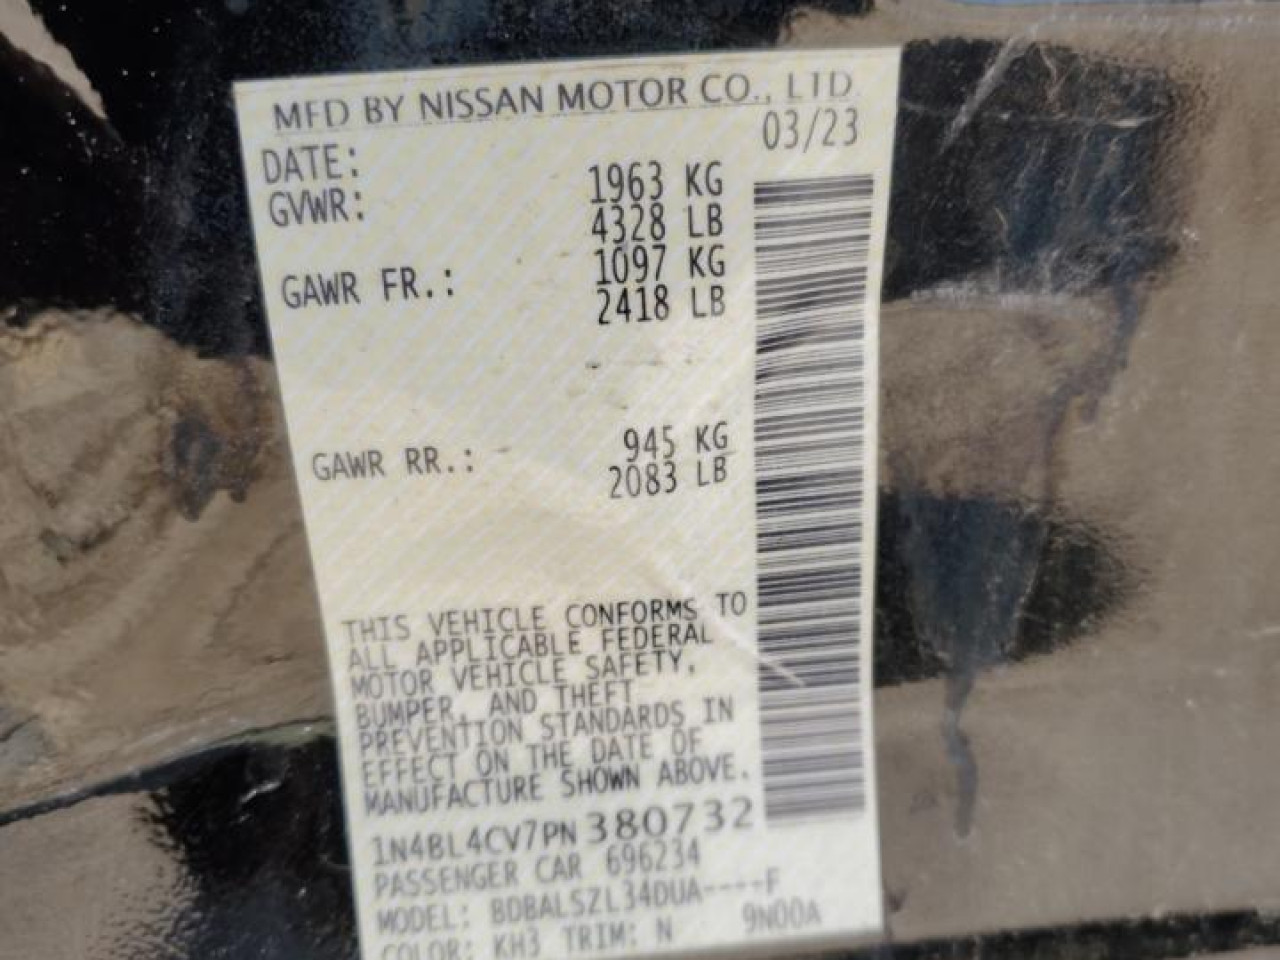 MFD BY NISSAN MOTOR CO., LTD
DATE: 03/23
GVWR: 1963 KG
4328 LB
GAWR FR.: 1097 KG
2418 LB
GAWR RR.: 945 KG
2083 LB
THIS VEHICLE CONFORMS TO
ALL APPLICABLE FEDERAL
MOTOR VEHICLE SAFETY,
BUMPER, AND THEFT
PREVENTION STANDARDS IN
EFFECT ON THE DATE OF
MANUFACTURE SHOWN ABOVE.
1N4BL4CV7PN380732
PASSENGER CAR 696234
MODEL: BDBALSZL34DUA----F
COLOR: KH3 TRIM: N 9N00A